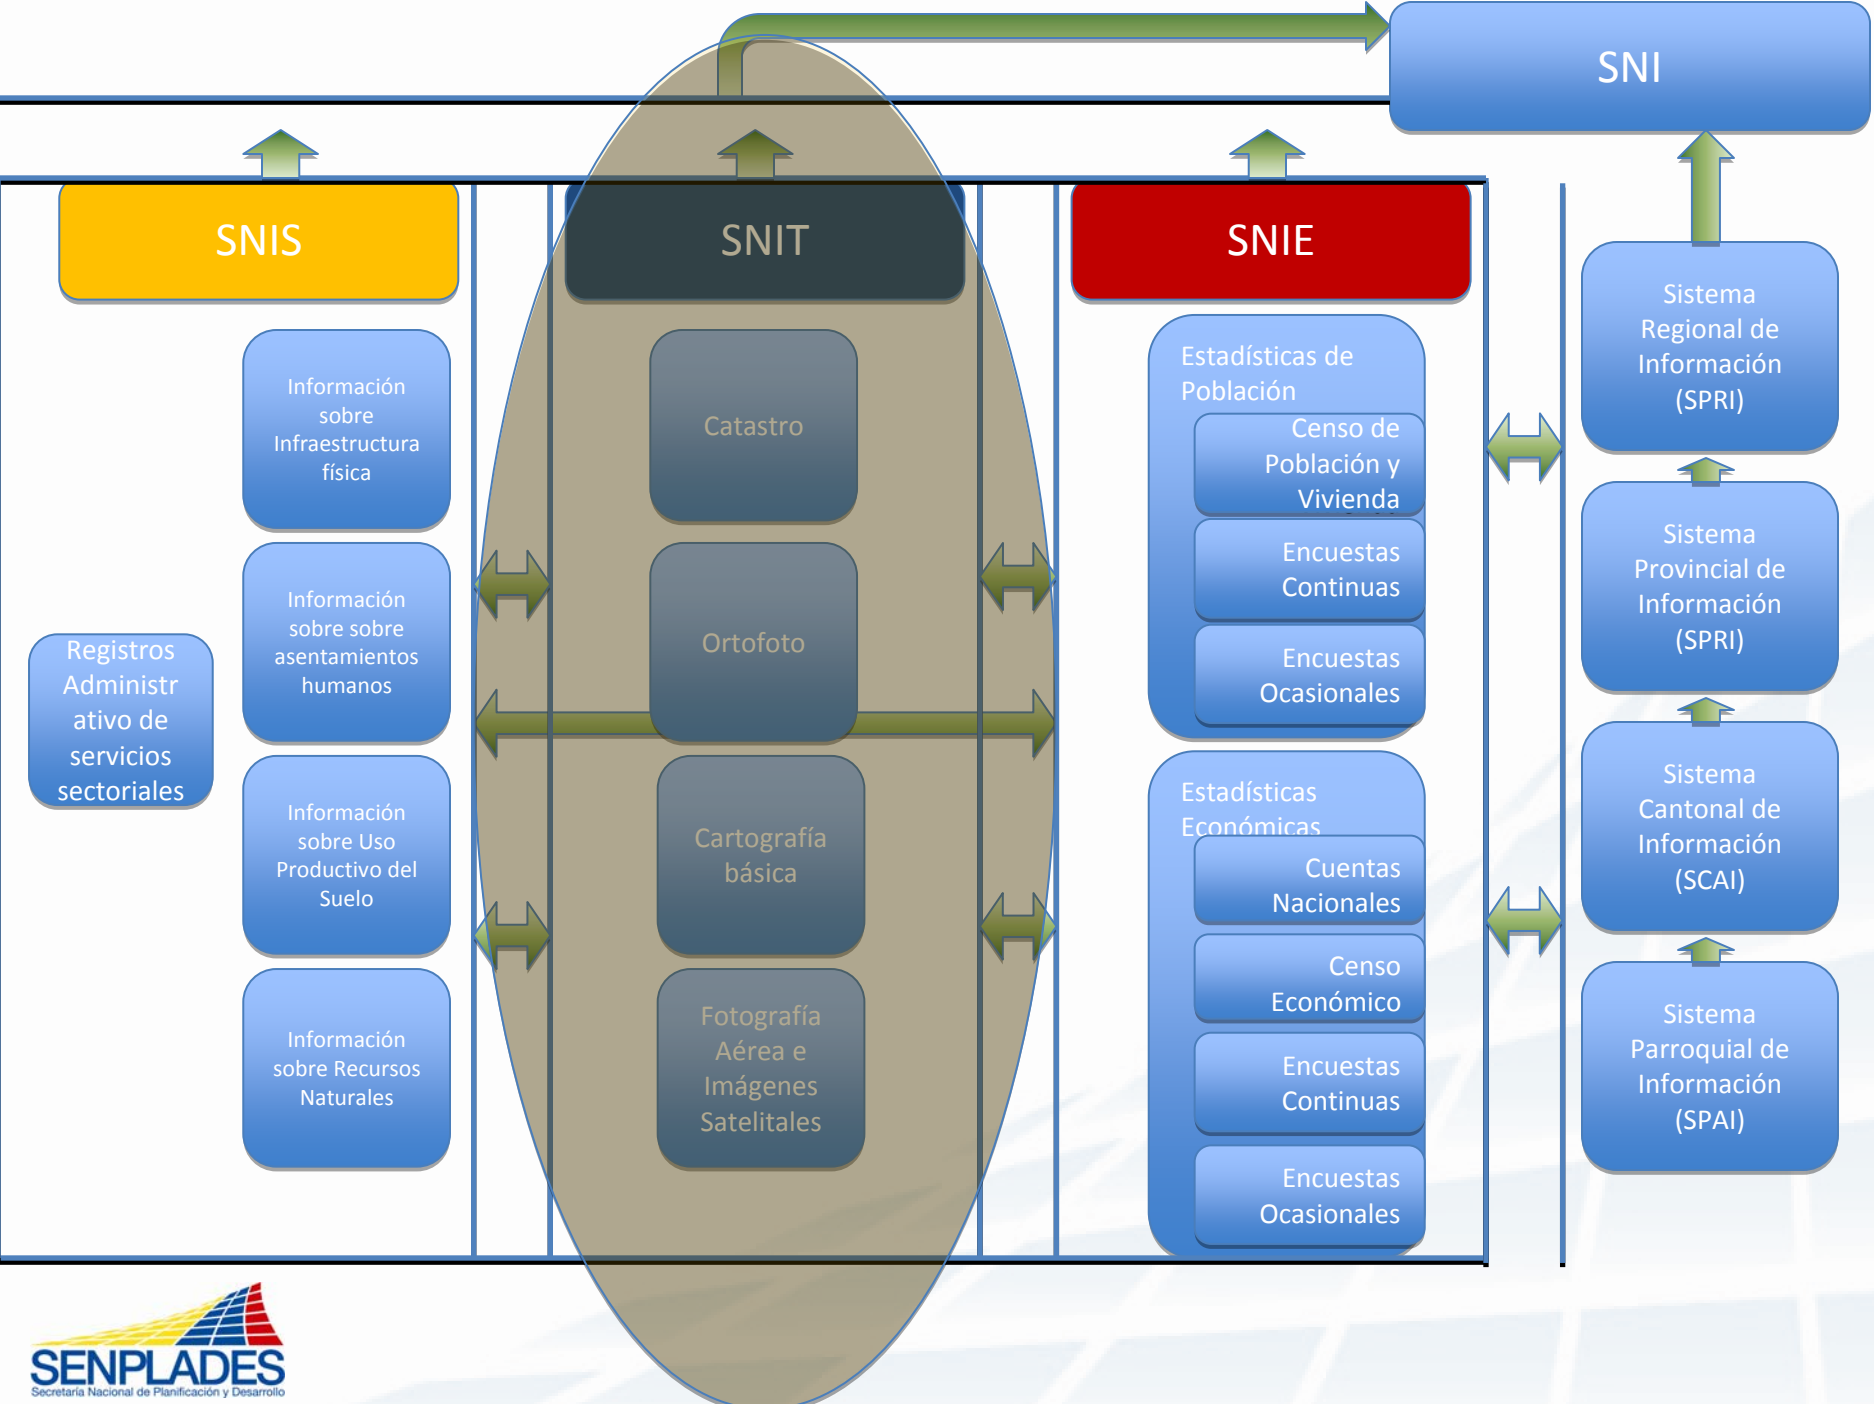 SNI
SNIS
SNIT
SNIE
Registros
Administr
ativo de
servicios
sectoriales
Información
sobre
Infraestructura
física
Información
sobre sobre
asentamientos
humanos
Información
sobre Uso
Productivo del
Suelo
Información
sobre Recursos
Naturales
Catastro
Ortofoto
Cartografía
básica
Fotografía
Aérea e
Imágenes
Satelitales
Estadísticas de
Población
Censo de
Población y
Vivienda
Encuestas
Continuas
Encuestas
Ocasionales
Estadísticas
Económicas
Cuentas
Nacionales
Censo
Económico
Encuestas
Continuas
Encuestas
Ocasionales
Sistema
Regional de
Información
(SPRI)
Sistema
Provincial de
Información
(SPRI)
Sistema
Cantonal de
Información
(SCAI)
Sistema
Parroquial de
Información
(SPAI)
SENPLADES
Secretaría Nacional de Planificación y Desarrollo